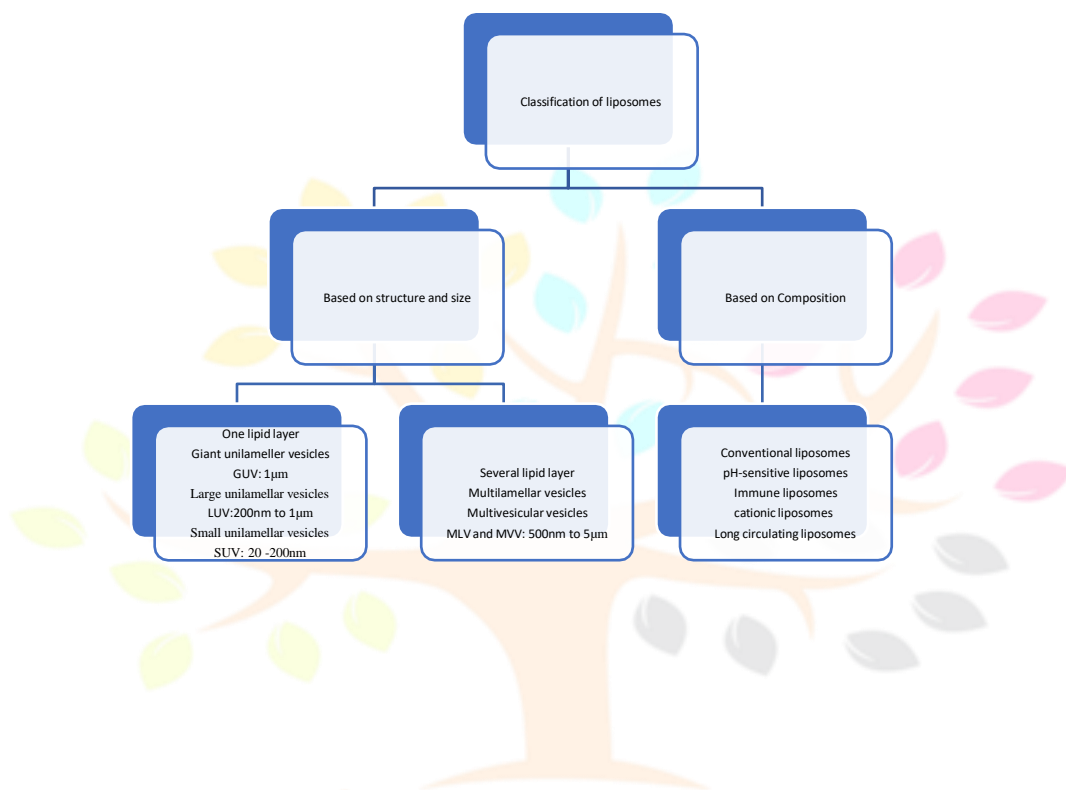 Classification of liposomes
Based on structure and size
Based on Composition
One lipid layer
Giant unilameller vesicles
GUV: 1µm
Large unilamellar vesicles
LUV:200nm to 1µm
Small unilamellar vesicles
SUV: 20 -200nm
Several lipid layer
Multilamellar vesicles
Multivesicular vesicles
MLV and MVV: 500nm to 5µm
Conventional liposomes
pH-sensitive liposomes
Immune liposomes
cationic liposomes
Long circulating liposomes